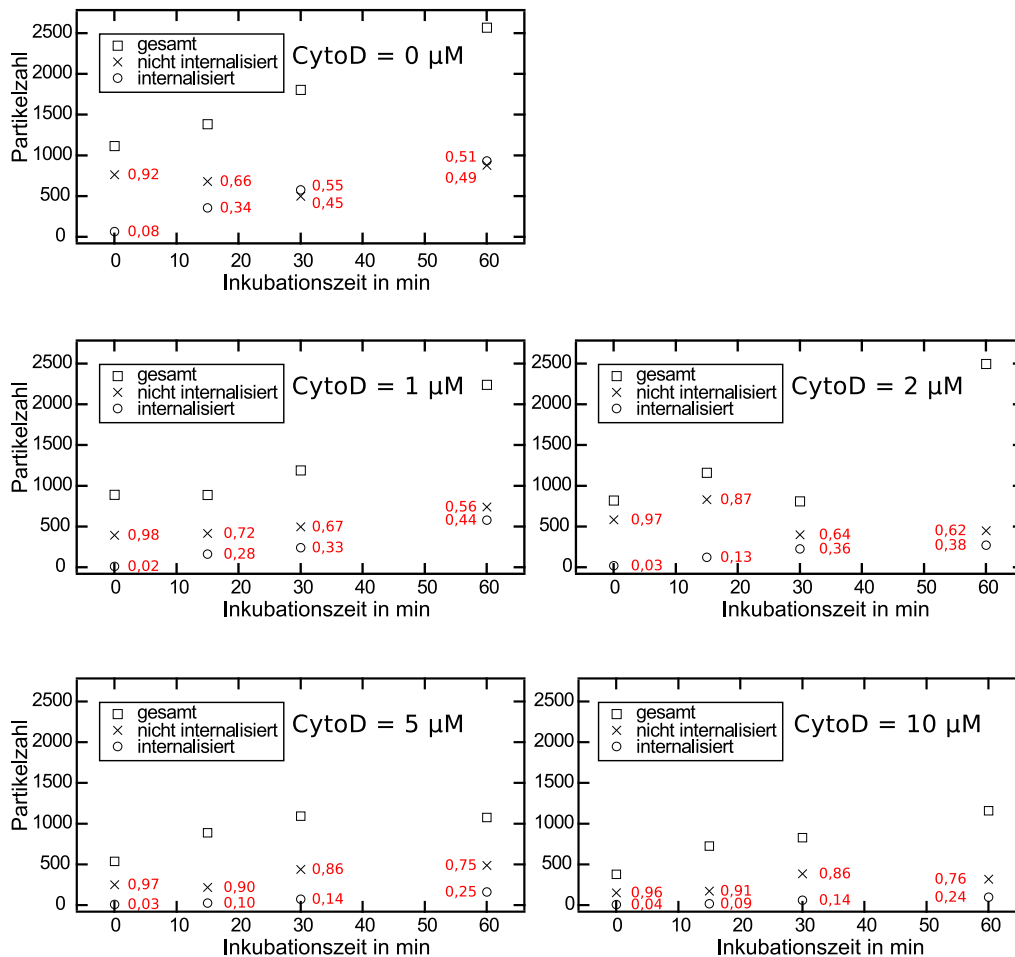 2500
2000
1500
1000
500
0
Partikelzahl
gesamt
nicht internalisiert
internalisiert
CytoD = 0 µM
0,92
0,08
0,66
0,34
0,55
0,45
0,51
0,49
0 10 20 30 40 50 60
Inkubationszeit in min
2500
2000
1500
1000
500
0
Partikelzahl
gesamt
nicht internalisiert
internalisiert
CytoD = 1 µM
0,98
0,02
0,72
0,28
0,67
0,33
0,56
0,44
0 10 20 30 40 50 60
Inkubationszeit in min
2500
2000
1500
1000
500
0
gesamt
nicht internalisiert
internalisiert
CytoD = 2 µM
0,97
0,03
0,87
0,13
0,64
0,36
0,62
0,38
0 10 20 30 40 50 60
Inkubationszeit in min
2500
2000
1500
1000
500
0
Partikelzahl
gesamt
nicht internalisiert
internalisiert
CytoD = 5 µM
0,97
0,03
0,90
0,10
0,86
0,14
0,75
0,25
0 10 20 30 40 50 60
Inkubationszeit in min
2500
2000
1500
1000
500
0
gesamt
nicht internalisiert
internalisiert
CytoD = 10 µM
0,96
0,04
0,91
0,09
0,86
0,14
0,76
0,24
0 10 20 30 40 50 60
Inkubationszeit in min